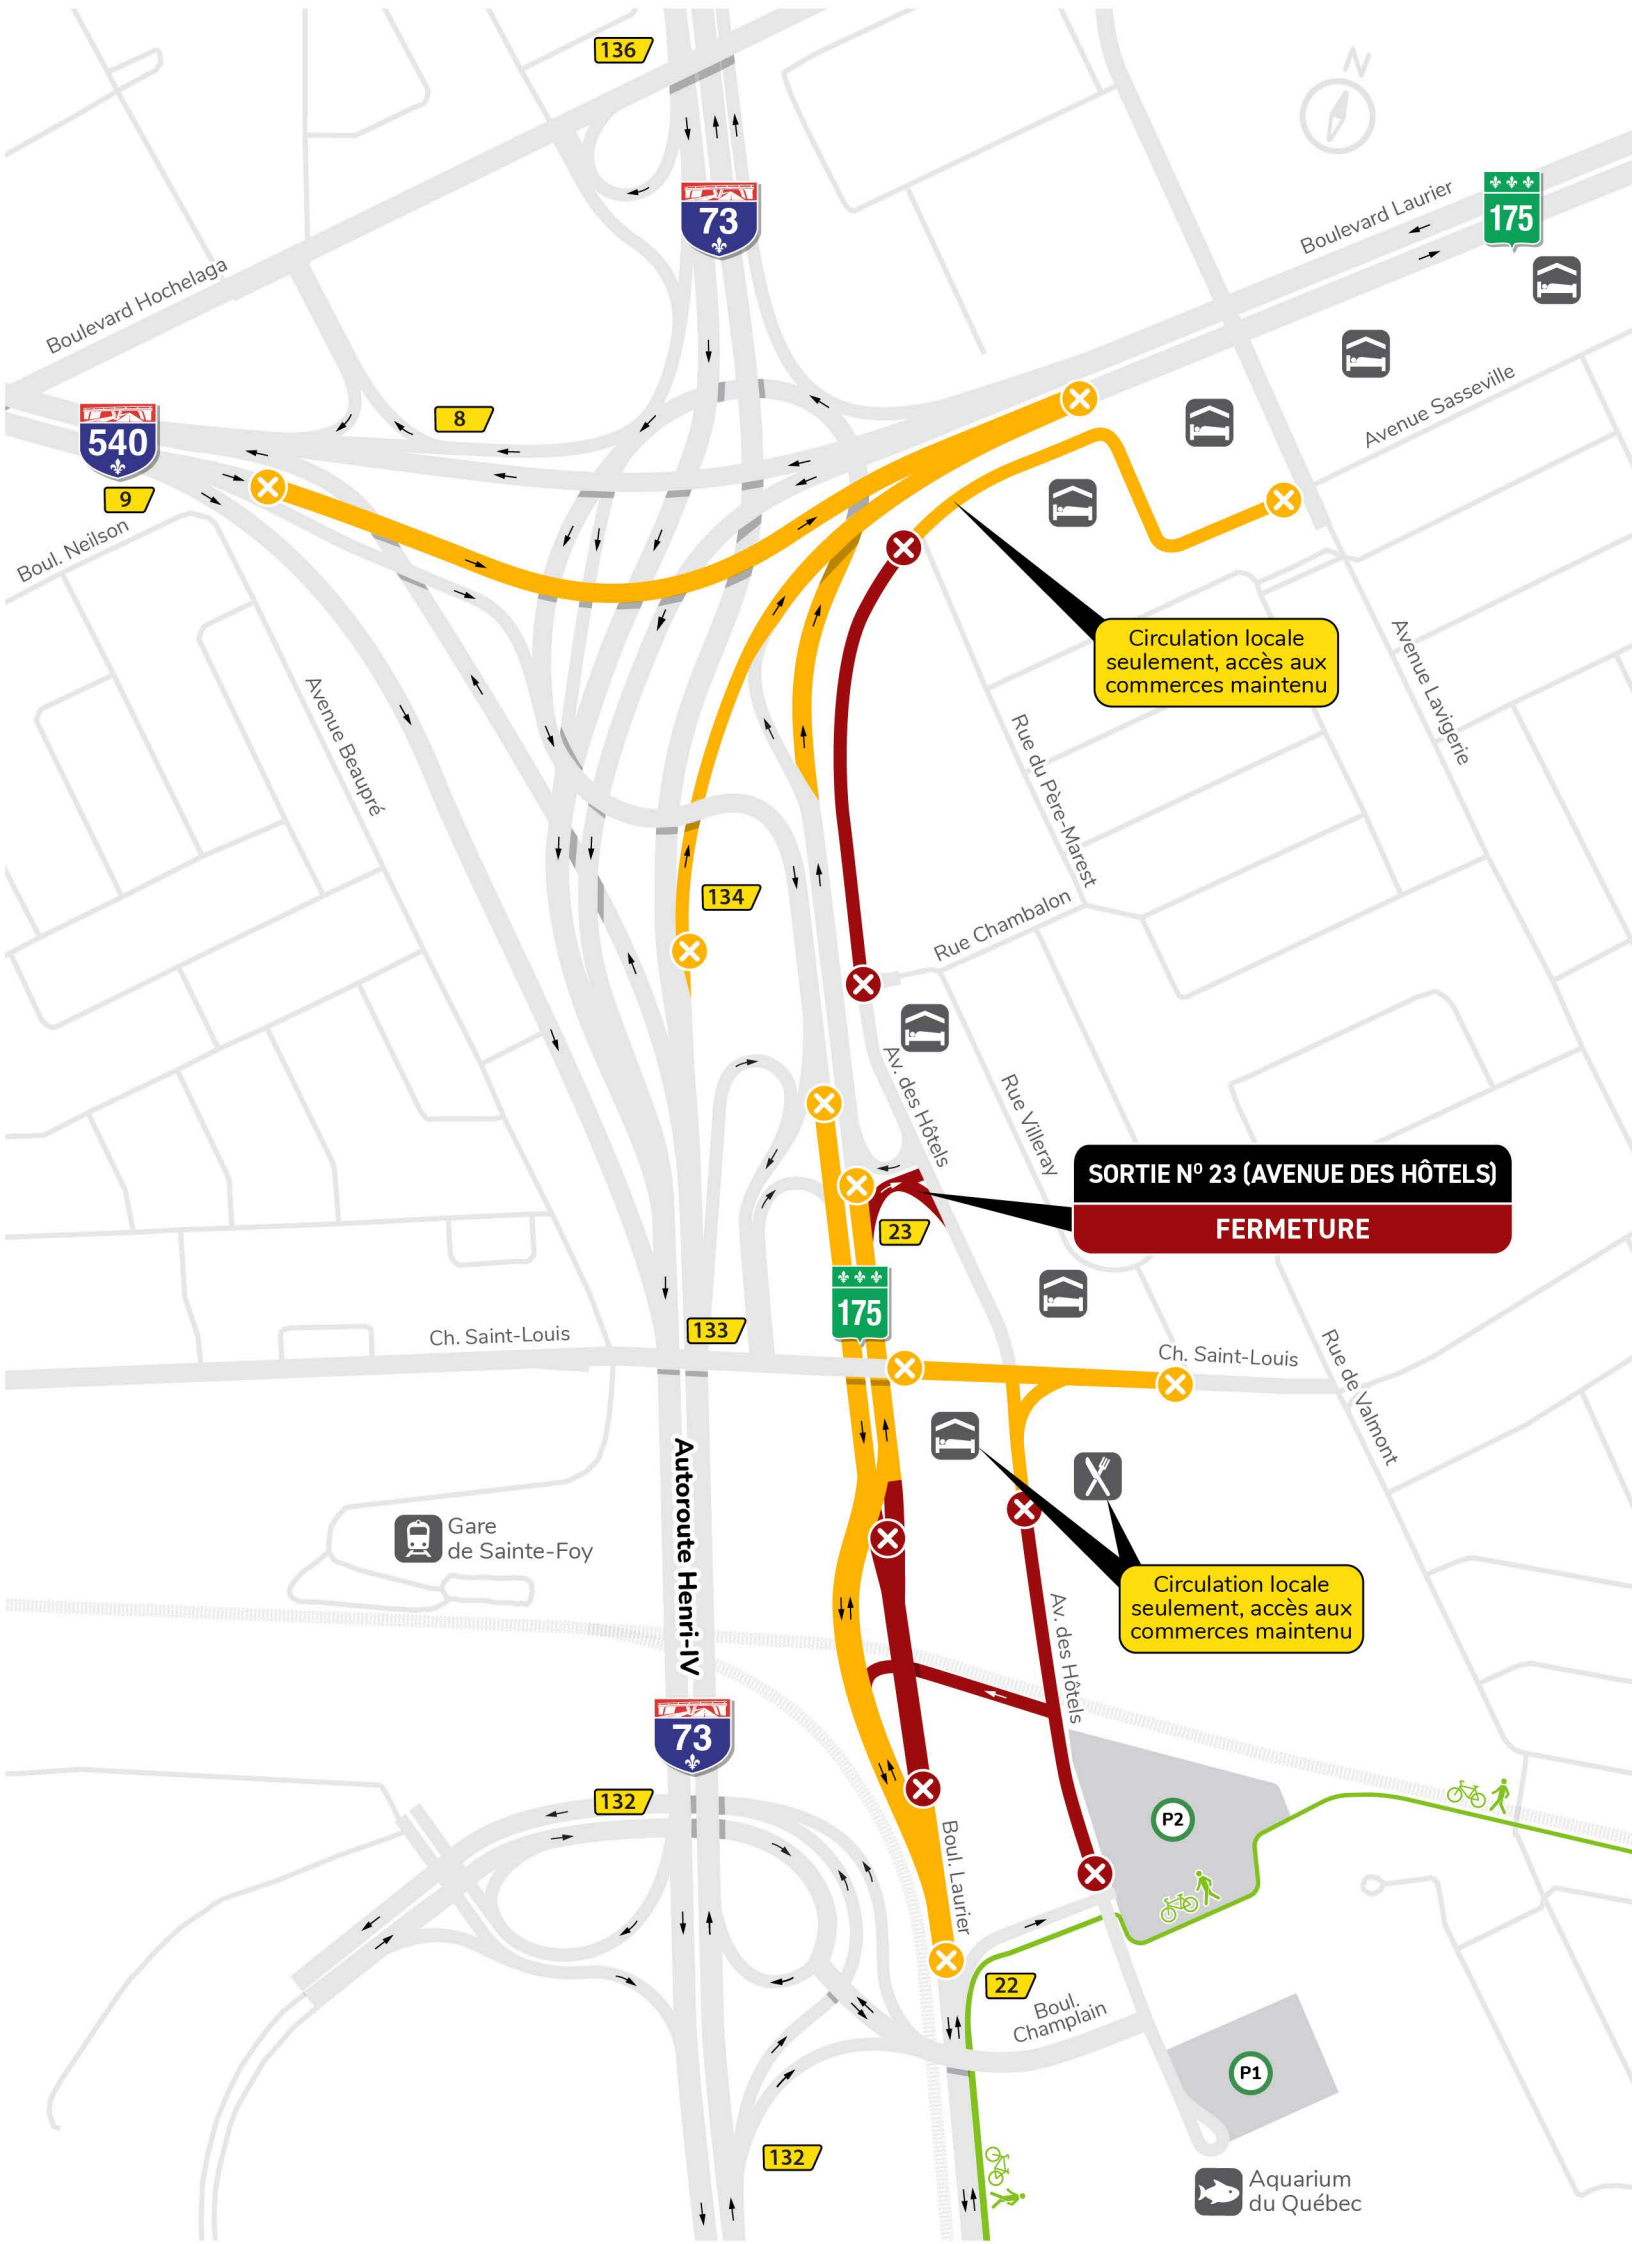 136
N
73
Boulevard Laurier
175
Boulevard Hochelaga
Avenue Sasseville
540
8
9
Boul. Neilson
Circulation locale
seulement, accès aux
commerces maintenu
Avenue Lavigerie
Avenue Beaupré
Rue du Père-Marest
134
Rue Chambalon
Av. des Hôtels
Rue Villeray
SORTIE Nº 23 (AVENUE DES HÔTELS)
FERMETURE
23
175
133
Ch. Saint-Louis
Ch. Saint-Louis
Rue de Valmont
Autoroute Henri-IV
Gare
de Sainte-Foy
Circulation locale
seulement, accès aux
commerces maintenu
Av. des Hôtels
73
132
P2
Boul. Laurier
22
Boul.
Champlain
P1
132
Aquarium
du Québec